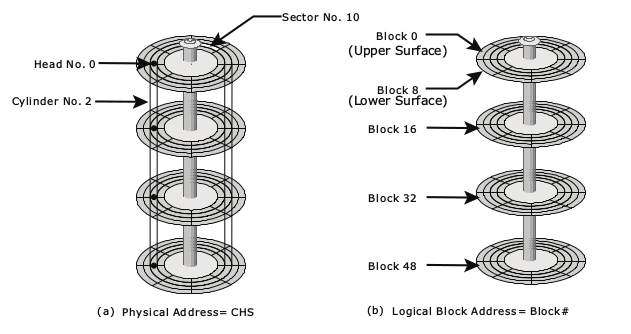 Sector No. 10
Head No. 0
Cylinder No. 2
(a) Physical Address= CHS
Block 0
(Upper Surface)
Block 8
(Lower Surface)
Block 16
Block 32
Block 48
(b) Logical Block Address= Block#